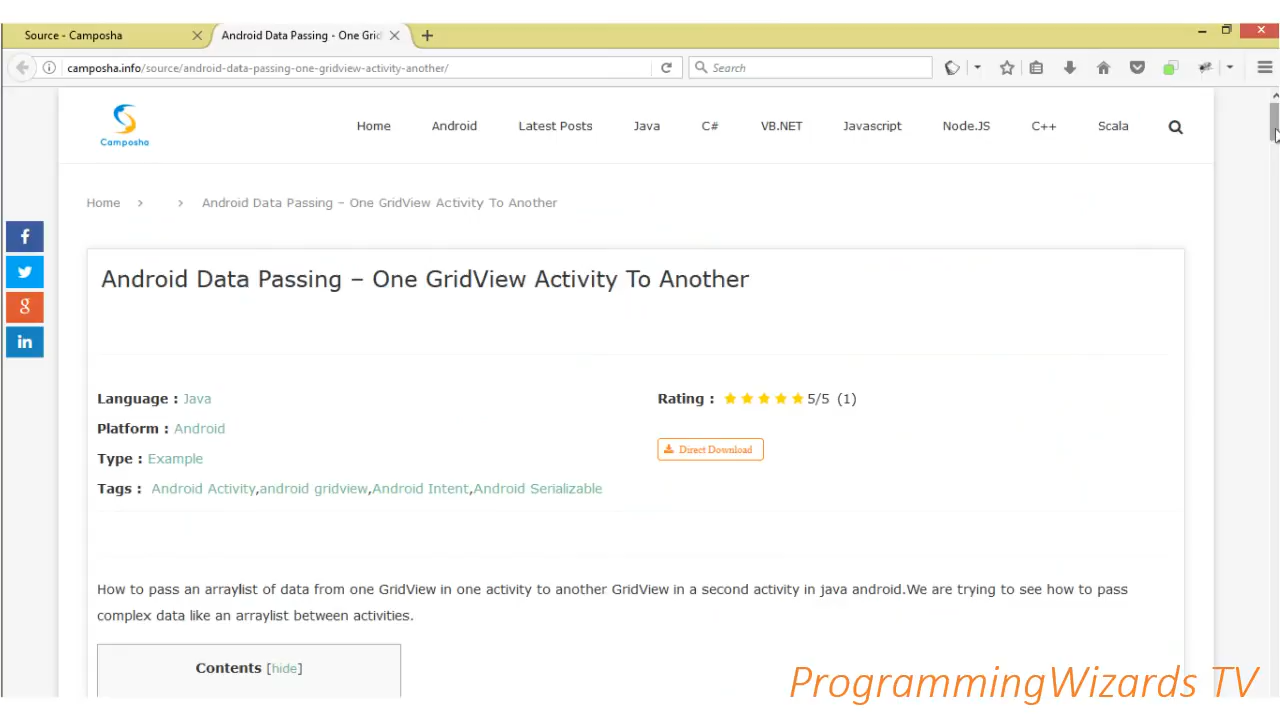 Source - Camposha
Android Data Passing - One Grid
camposha.info/source/android-data-passing-one-gridview-activity-another/
Search
Camposha
Home Android Latest Posts Java C# VB.NET Javascript Node.JS C++ Scala
Home > > Android Data Passing – One GridView Activity To Another
Android Data Passing – One GridView Activity To Another
Language : Java
Rating : 5/5 (1)
Platform : Android
Direct Download
Type : Example
Tags : Android Activity,android gridview,Android Intent,Android Serializable
How to pass an arraylist of data from one GridView in one activity to another GridView in a second activity in java android.We are trying to see how to pass
complex data like an arraylist between activities.
Contents [hide]
ProgrammingWizards TV